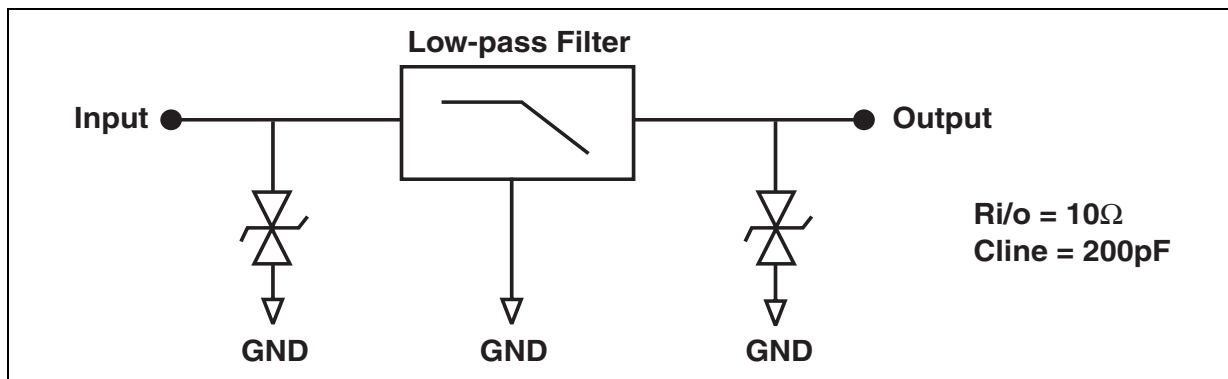 Low-pass Filter
Input
Output
Ri/o = 10Ω
Cline = 200pF
GND
GND
GND